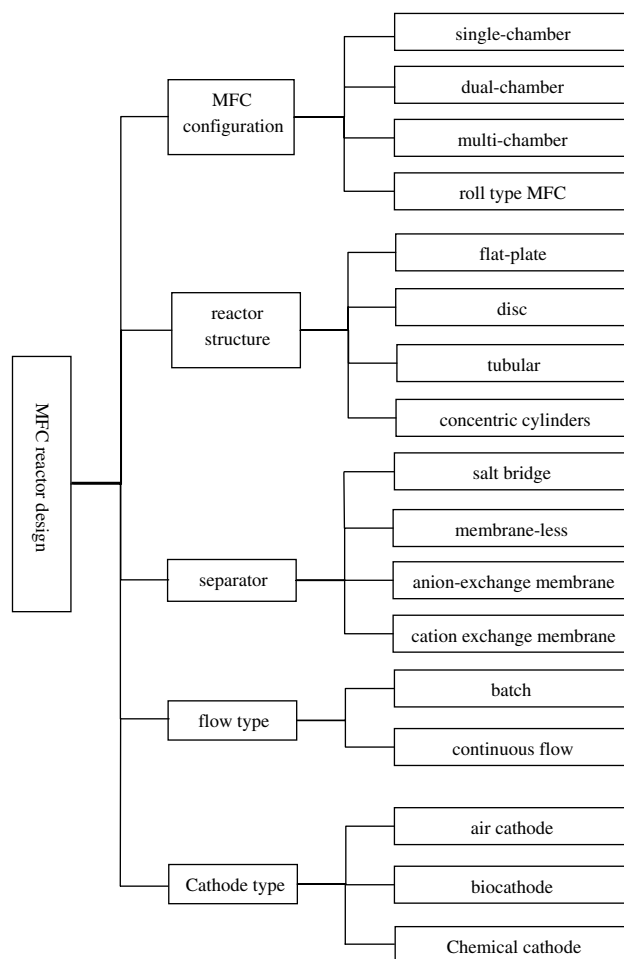 MFC reactor design
MFC
configuration
single-chamber
dual-chamber
multi-chamber
roll type MFC
reactor
structure
flat-plate
disc
tubular
concentric cylinders
separator
salt bridge
membrane-less
anion-exchange membrane
cation exchange membrane
flow type
batch
continuous flow
Cathode type
air cathode
biocathode
Chemical cathode